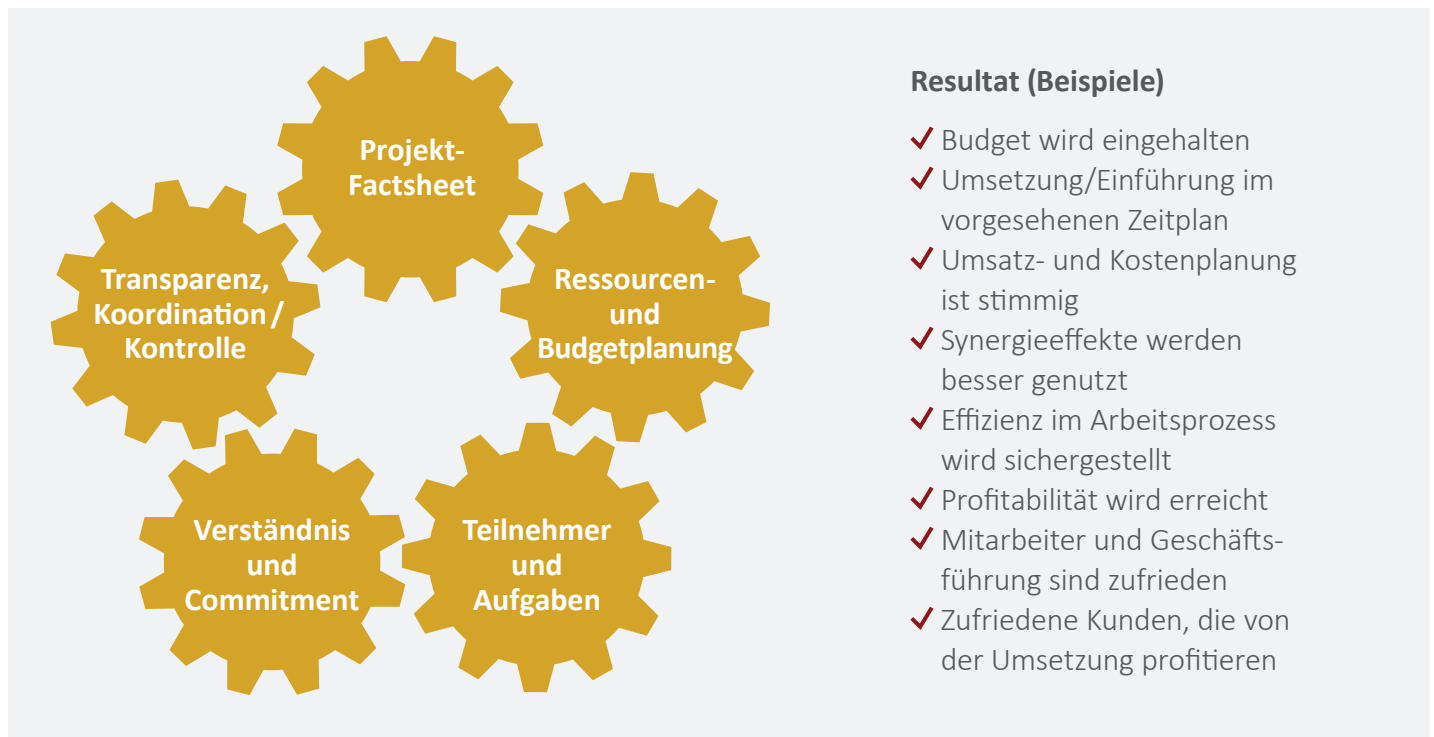 Projekt-
Factsheet
Transparenz,
Koordination /
Kontrolle
Ressourcen-
und
Budgetplanung
Verständnis
und
Commitment
Teilnehmer
und
Aufgaben
Resultat (Beispiele)
Budget wird eingehalten
Umsetzung/Einführung im
vorgesehenen Zeitplan
Umsatz- und Kostenplanung
ist stimmig
Synergieeffekte werden
besser genutzt
Effizienz im Arbeitsprozess
wird sichergestellt
Profitabilität wird erreicht
Mitarbeiter und Geschäfts-
führung sind zufrieden
Zufriedene Kunden, die von
der Umsetzung profitieren